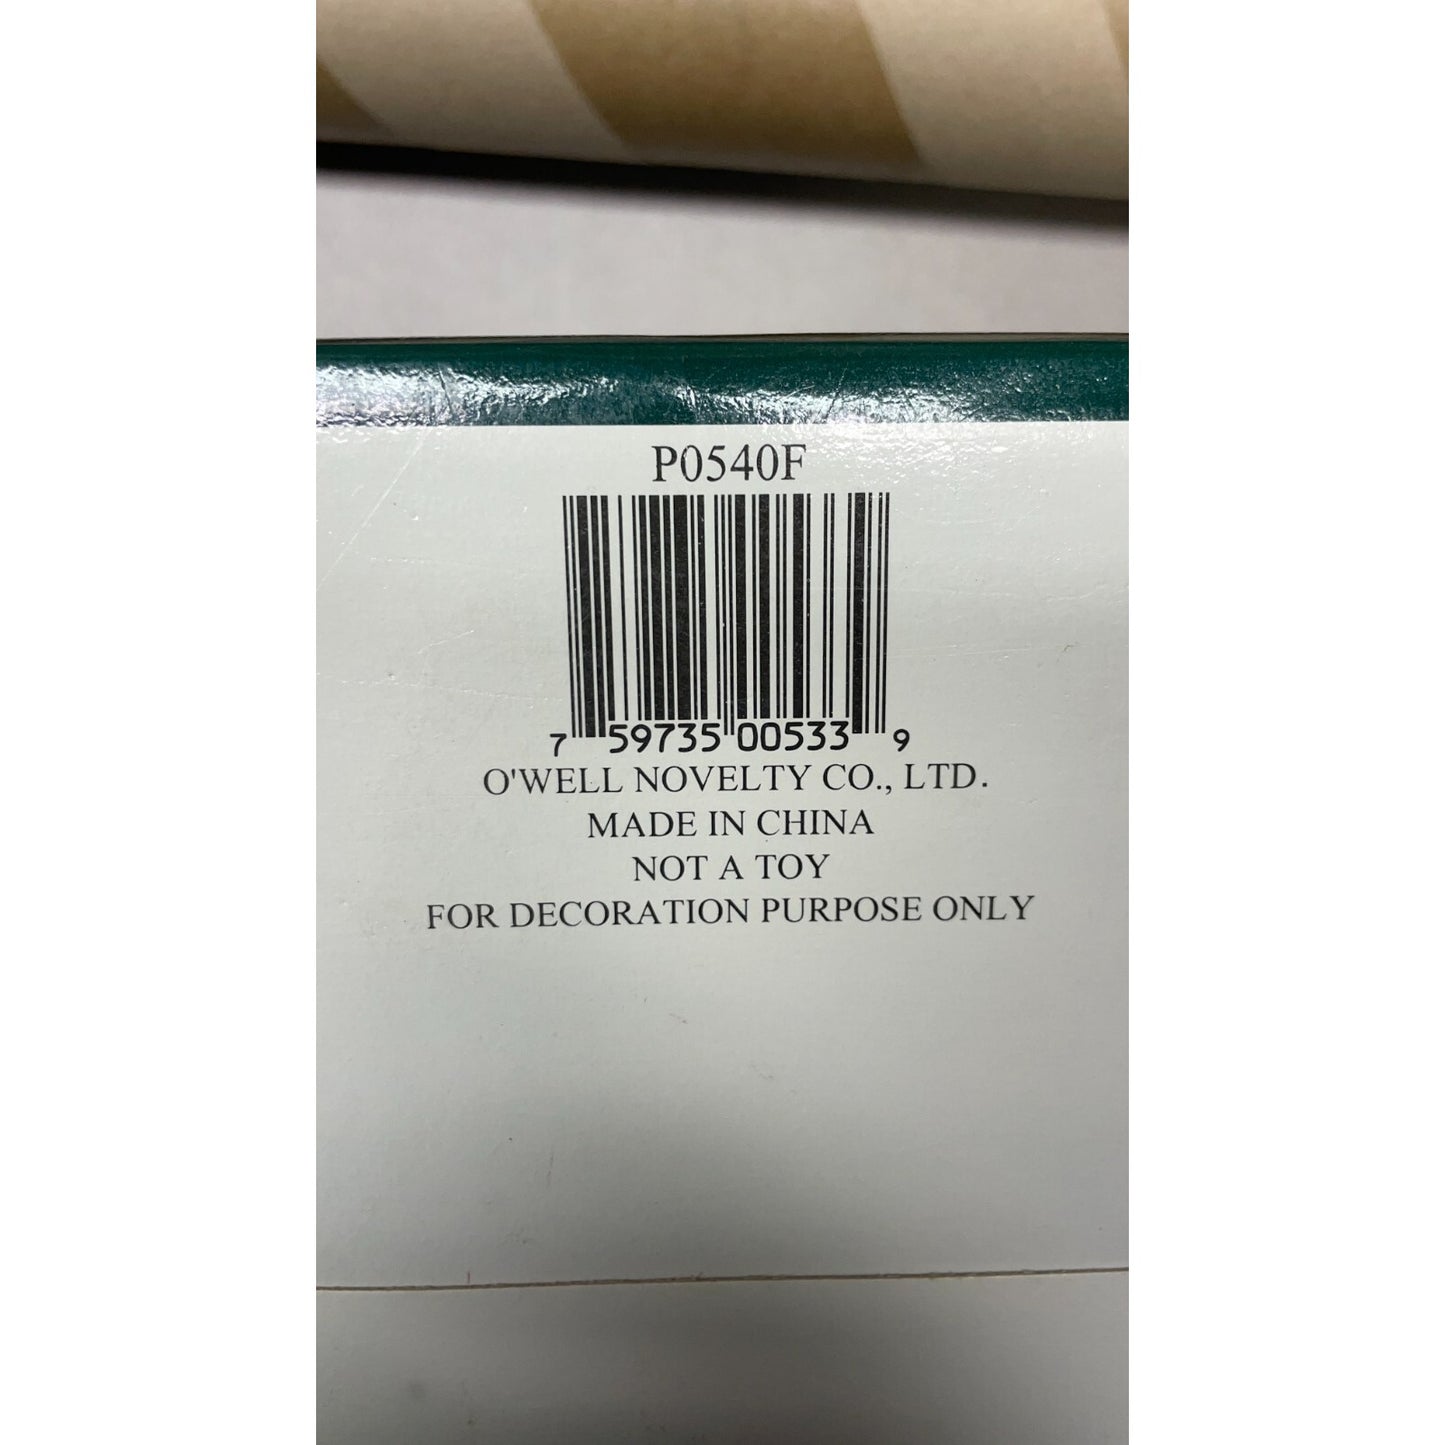 P0540F
7 59735 00533 9
O'WELL NOVELTY CO., LTD.
MADE IN CHINA
NOT A TOY
FOR DECORATION PURPOSE ONLY